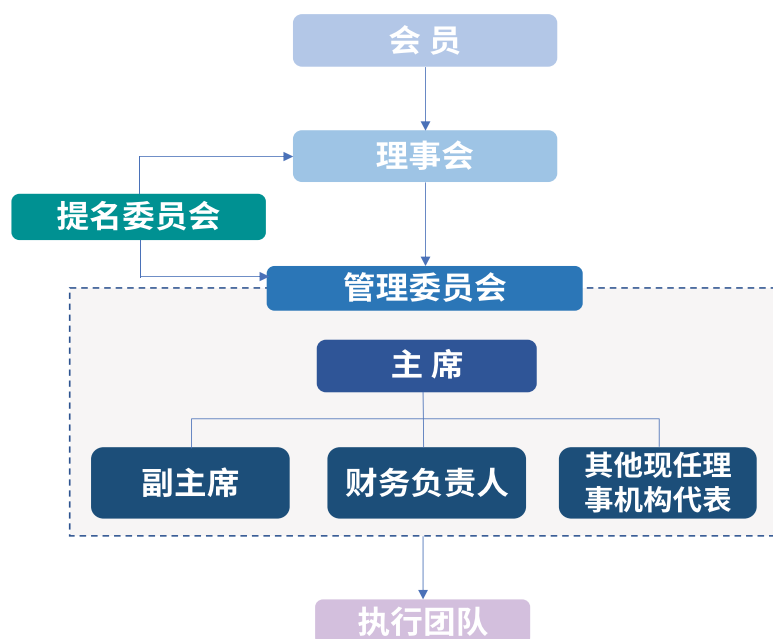 会 员
理事会
提名委员会
管理委员会
主 席
副主席
财务负责人
其他现任理
事机构代表
执行团队